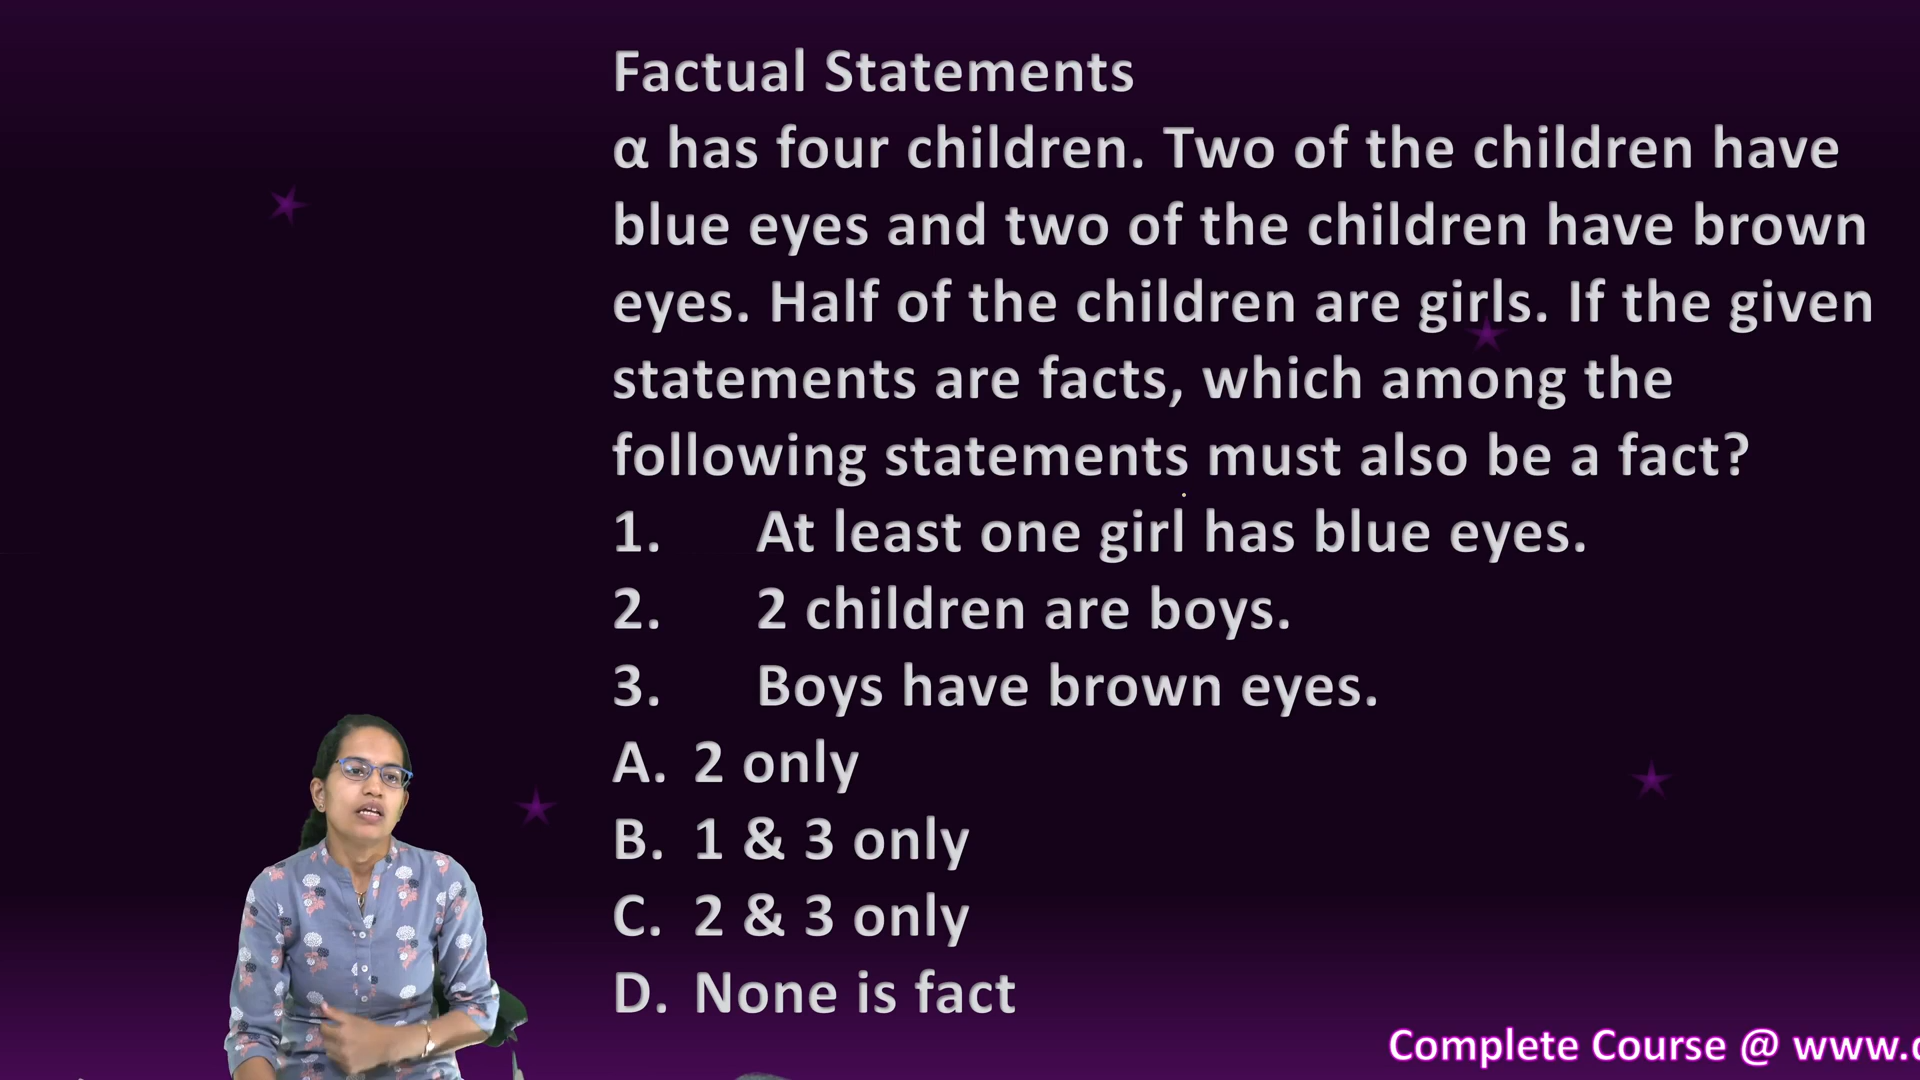 Factual Statements
α has four children. Two of the children have
blue eyes and two of the children have brown
eyes. Half of the children are girls. If the given
statements are facts, which among the
following statements must also be a fact?
1. At least one girl has blue eyes.
2. 2 children are boys.
3. Boys have brown eyes.
A. 2 only
B. 1 & 3 only
C. 2 & 3 only
D. None is fact
Complete Course @ www.